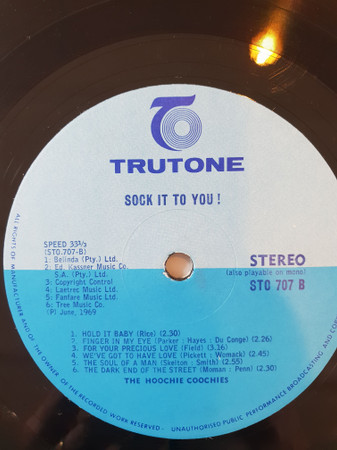 TRUTONE
SOCK IT TO YOU !
SPEED 33⅓
(STO.707-B)
1: Belinda (Pty.) Ltd.
2: Ed. Kassner Music Co.
S.A. (Pty.) Ltd.
3: Copyright Control
4: Laetrec Music Ltd.
5: Fanfare Music Ltd.
6: Tree Music Co.
(P) June, 1969
STEREO
(also playable on mono)
STO 707 B
1: HOLD IT BABY (Rice) (2.30)
2: FINGER IN MY EYE (Parker : Hayes : Du Conge) (2.26)
3: FOR YOUR PRECIOUS LOVE (Field) (3.16)
4: WE'VE GOT TO HAVE LOVE (Pickett : Womack) (2.45)
5: THE SOUL OF A MAN (Skelton : Smith) (2.55)
6: THE DARK END OF THE STREET (Moman : Penn) (2.30)
THE HOOCHIE COOCHIES
ALL RIGHTS OF MANUFACTURER AND OF THE OWNER OF THE RECORDED WORK RESERVED · UNAUTHORISED PUBLIC PERFORMANCE BROADCASTING AND